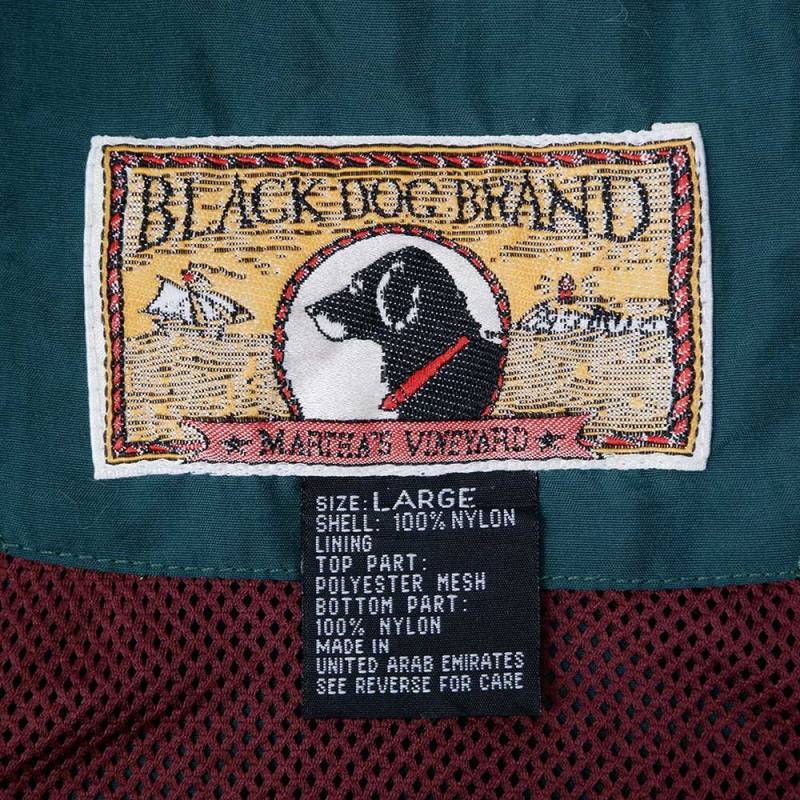 BLACK DOG BRAND
MARTHA'S VINEYARD
SIZE: LARGE
SHELL: 100% NYLON
LINING
TOP PART:
POLYESTER MESH
BOTTOM PART:
100% NYLON
MADE IN
UNITED ARAB EMIRATES
SEE REVERSE FOR CARE